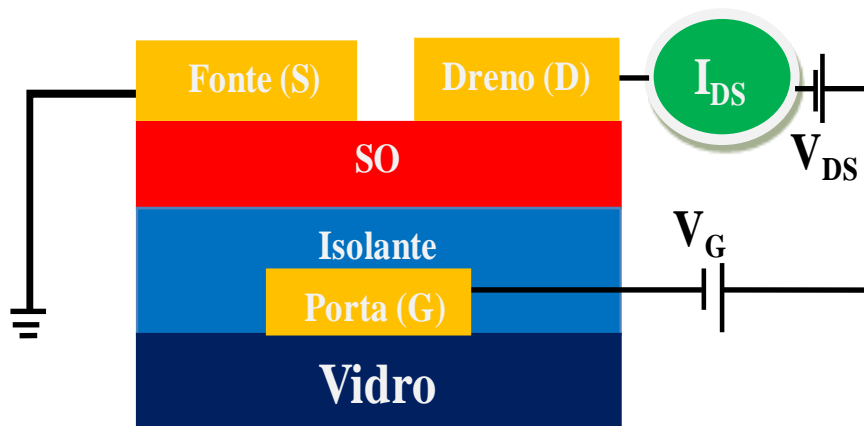 Fonte (S)
Dreno (D)
I_DS
V_DS
SO
V_G
Isolante
Porta (G)
Vidro